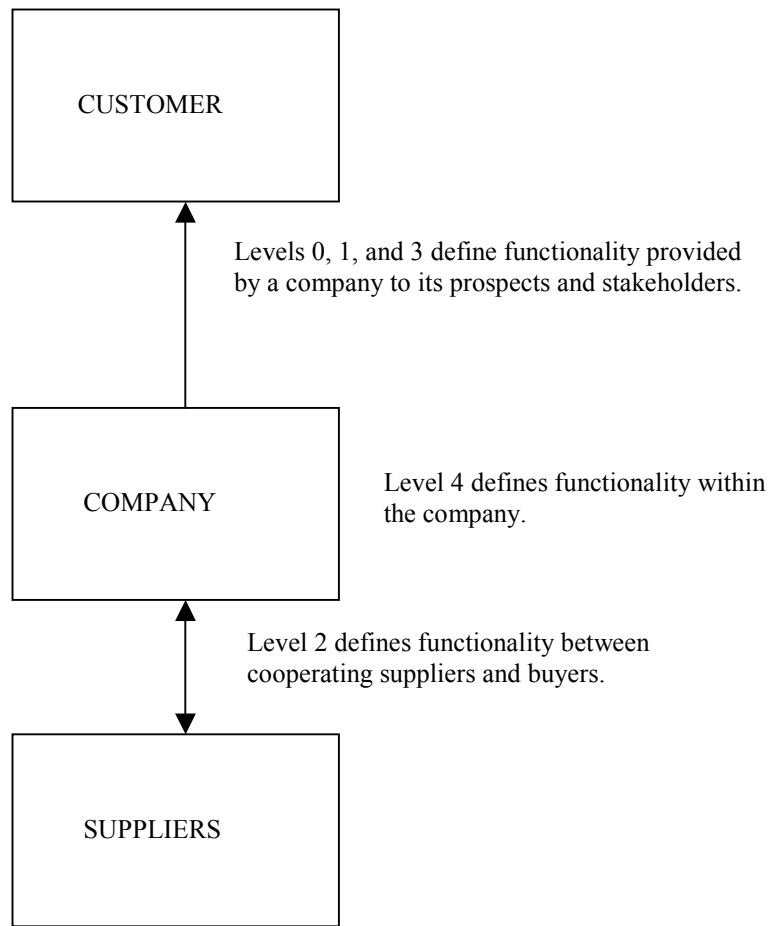 CUSTOMER
Levels 0, 1, and 3 define functionality provided
by a company to its prospects and stakeholders.
COMPANY
Level 4 defines functionality within
the company.
Level 2 defines functionality between
cooperating suppliers and buyers.
SUPPLIERS